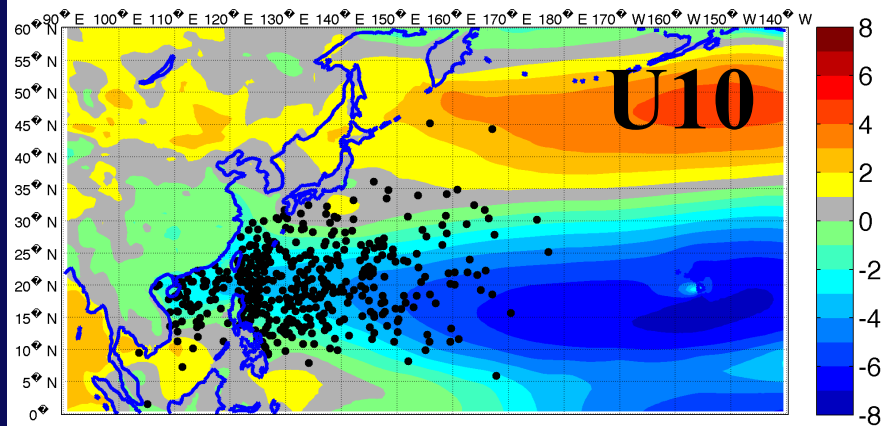 90� E 100� E 110� E 120� E 130� E 140� E 150� E 160� E 170� E 180� E 170� W 160� W 150� W 140� W
60� N
55� N
50� N
45� N
40� N
35� N
30� N
25� N
20� N
15� N
10� N
5� N
0�
U10
8
6
4
2
0
-2
-4
-6
-8